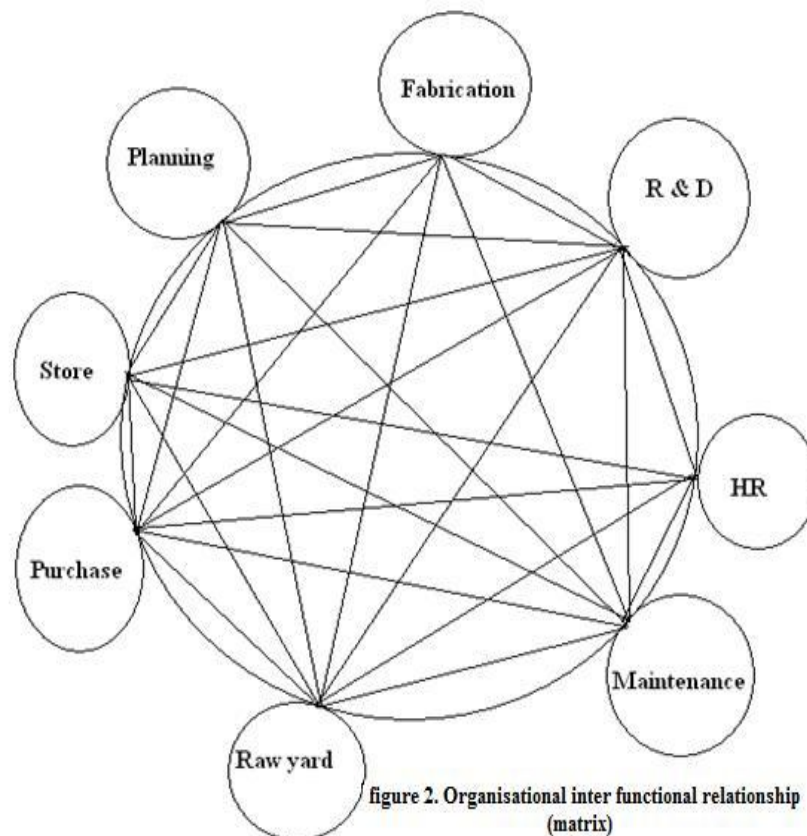 Fabrication
Planning
R & D
Store
HR
Purchase
Maintenance
Raw yard
figure 2. Organisational inter functional relationship
(matrix)